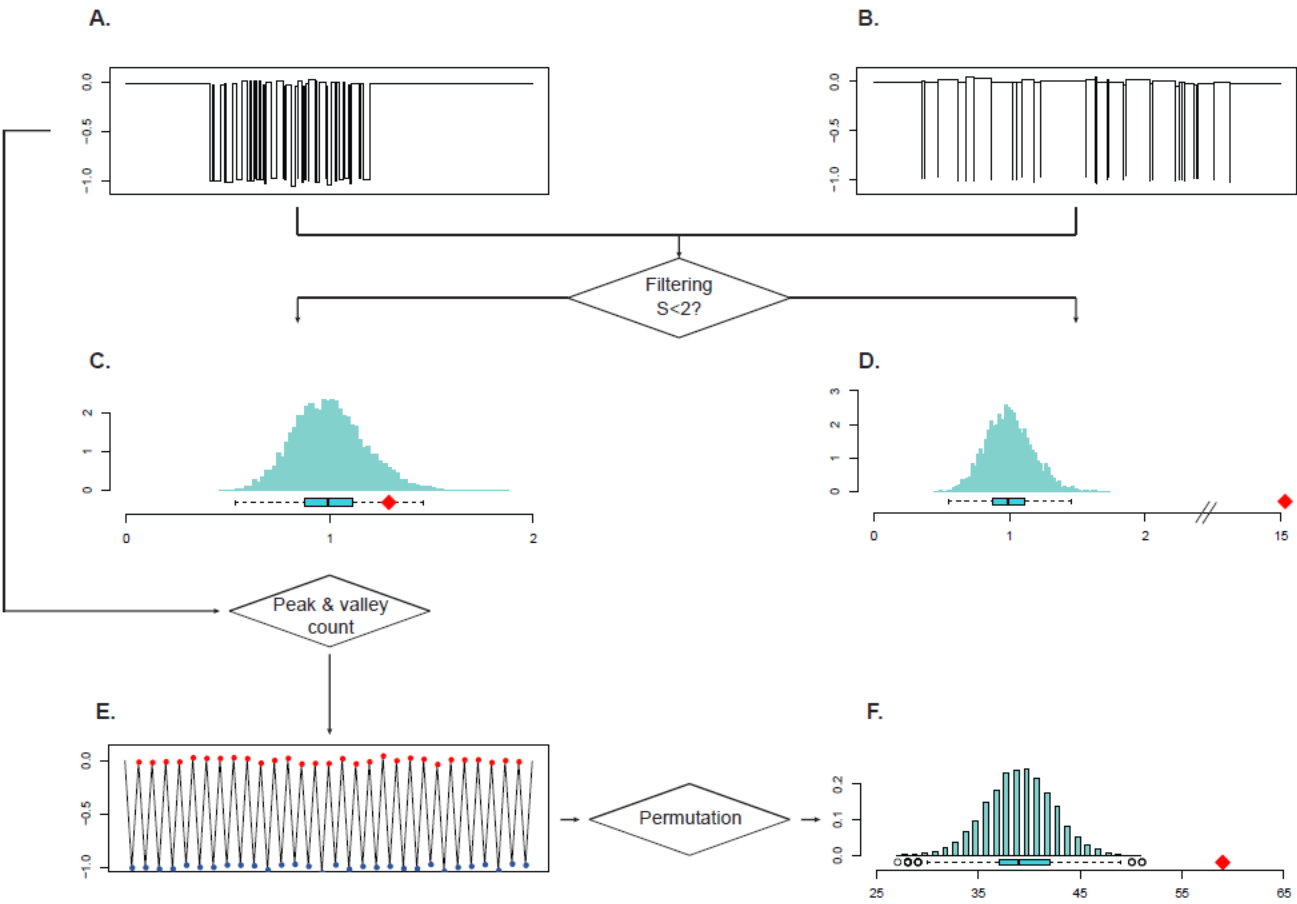 A.
B.
0.0
−0.5
−1.0
0.0
−0.5
−1.0
Filtering
S<2?
C.
D.
2
1
0
0
1
2
3
2
1
0
0
1
2
15
Peak & valley
count
E.
F.
0.0
−0.5
−1.0
Permutation
0.2
0.1
0.0
25
35
45
55
65